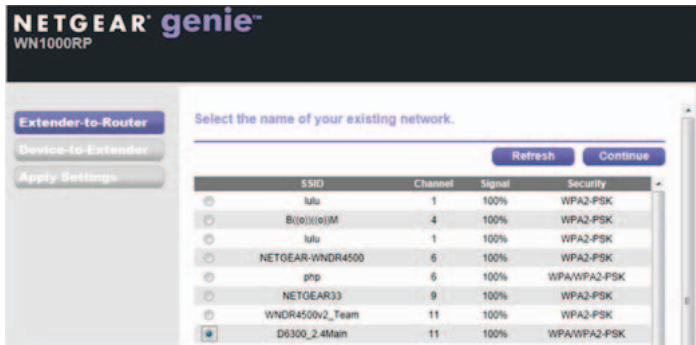 NETGEAR® genie™
WN1000RP
Extender-to-Router
Device-to-Extender
Apply Settings
Select the name of your existing network.
Refresh Continue
SSID Channel Signal Security
lulu 1 100% WPA2-PSK
B((o))((o))M 4 100% WPA2-PSK
lulu 1 100% WPA2-PSK
NETGEAR-WNDR4500 6 100% WPA2-PSK
php 6 100% WPA/WPA2-PSK
NETGEAR33 9 100% WPA2-PSK
WNDR4500v2_Team 11 100% WPA2-PSK
D6300_2.4Main 11 100% WPA/WPA2-PSK